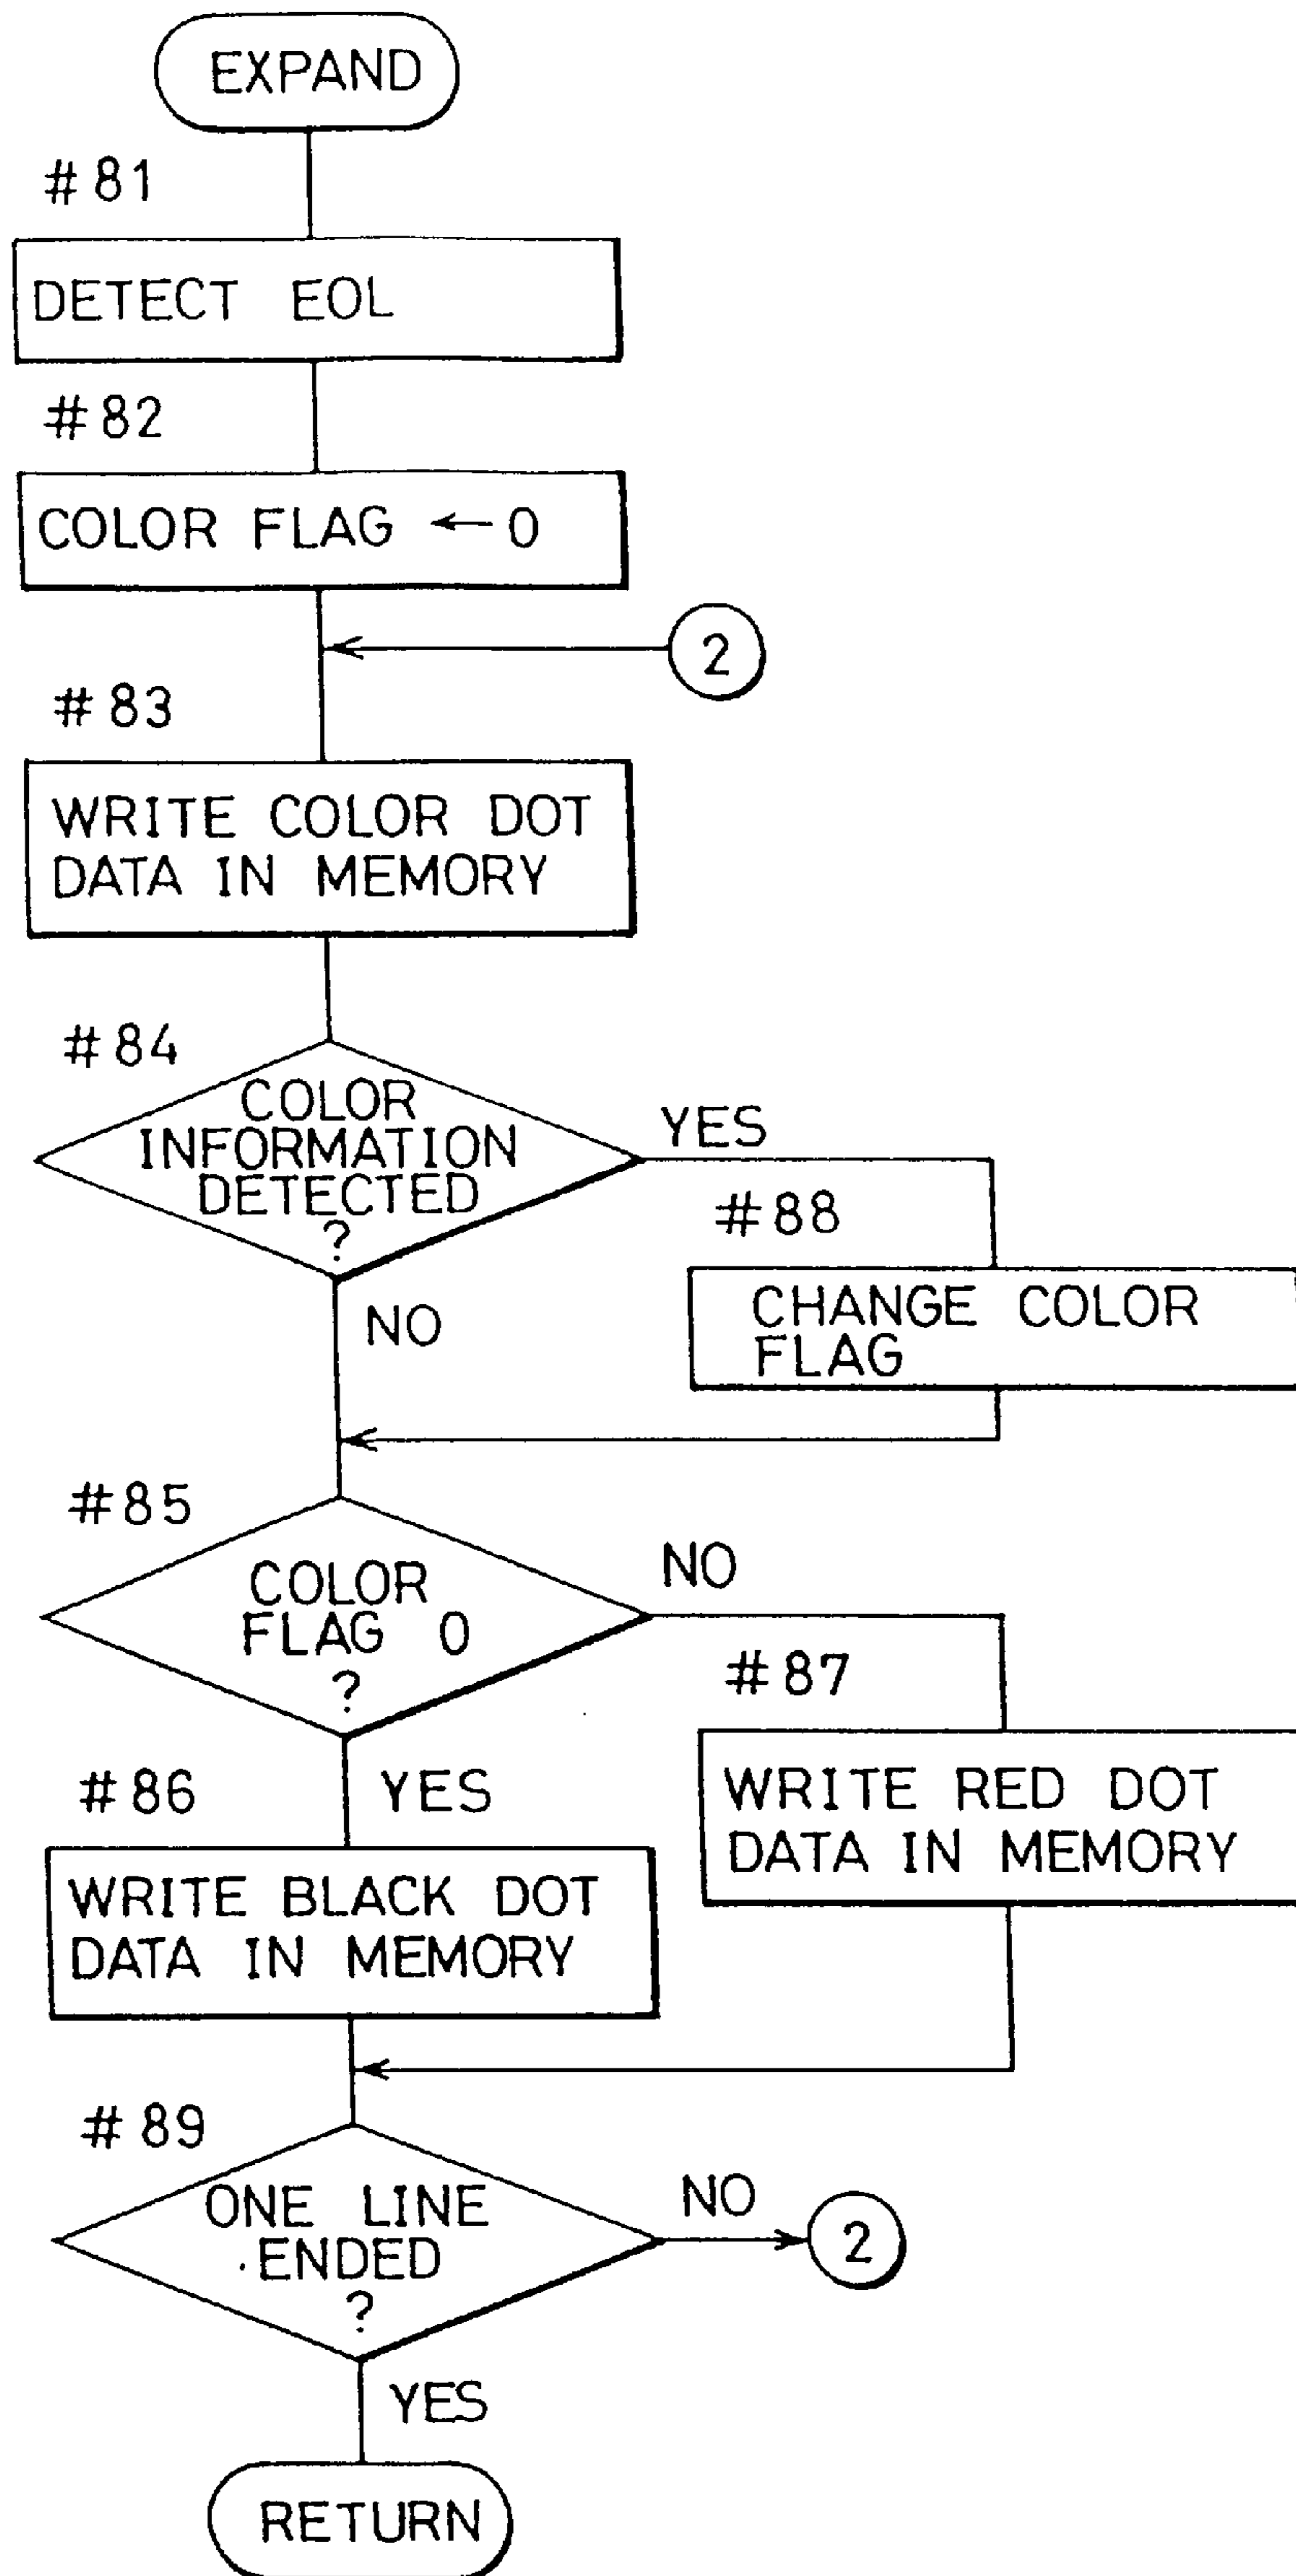 EXPAND
#81
DETECT EOL
#82
COLOR FLAG ← 0
2
#83
WRITE COLOR DOT
DATA IN MEMORY
#84
COLOR
INFORMATION
DETECTED
?
YES
#88
CHANGE COLOR
FLAG
NO
#85
COLOR
FLAG 0
?
NO
#87
WRITE RED DOT
DATA IN MEMORY
#86
YES
WRITE BLACK DOT
DATA IN MEMORY
#89
ONE LINE
ENDED
?
NO
2
YES
RETURN